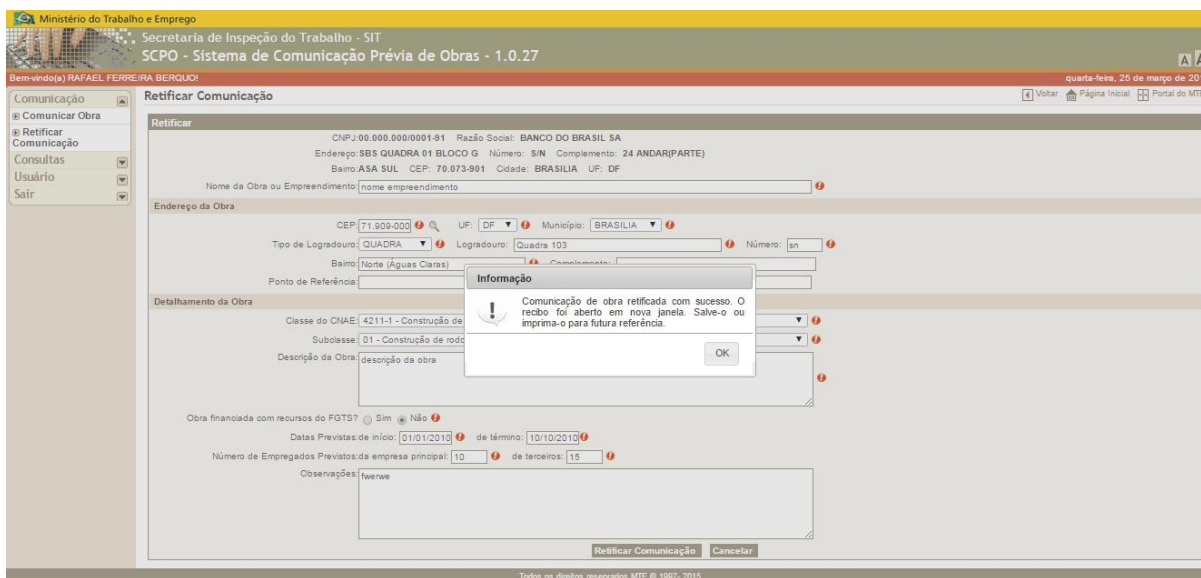 Ministério do Trabalho e Emprego
Secretaria de Inspeção do Trabalho - SIT
SCPO - Sistema de Comunicação Prévia de Obras - 1.0.27
A
Bem-vindo(a) RAFAEL FERREIRA BERQUO!
quarta-feira, 25 de março de 20
Comunicação
Comunicar Obra
Retificar Comunicação
Consultas
Usuário
Sair
Retificar Comunicação
Voltar Página Inicial Portal do MTE
Retificar
CNPJ:00.000.000/0001-91 Razão Social: BANCO DO BRASIL SA
Endereço:SBS QUADRA 01 BLOCO G Número: S/N Complemento: 24 ANDAR(PARTE)
Bairro:ASA SUL CEP: 70.073-901 Cidade: BRASILIA UF: DF
Nome da Obra ou Empreendimento: nome empreendimento
Endereço da Obra
CEP: 71.909-000 UF: DF Município: BRASILIA
Tipo de Logradouro: QUADRA Logradouro: Quadra 103 Número: sn
Bairro: Norte (Águas Claras) Complemento:
Ponto de Referência:
Informação
Comunicação de obra retificada com sucesso. O
recibo foi aberto em nova janela. Salve-o ou
imprima-o para futura referência.
OK
Detalhamento da Obra
Classe do CNAE: 4211-1 - Construção de
Subclasse: 01 - Construção de rodo
Descrição da Obra: descrição da obra
Obra financiada com recursos do FGTS? Sim Não
Datas Previstas:de início: 01/01/2010 de término: 10/10/2010
Número de Empregados Previstos:da empresa principal: 10 de terceiros: 15
Observações: fwerwe
Retificar Comunicação Cancelar
Todos os direitos reservados MTE © 1997- 2015